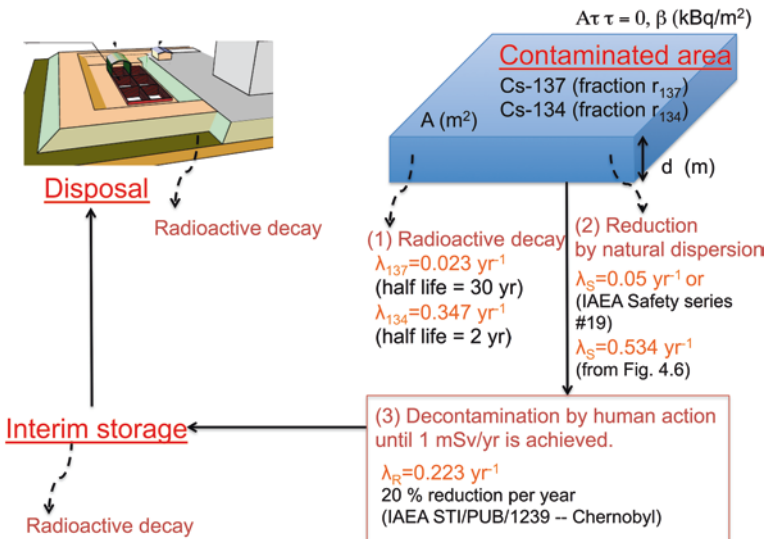 Aτ τ = 0, β (kBq/m²)
Contaminated area
Cs-137 (fraction r₁₃₇)
Cs-134 (fraction r₁₃₄)
A (m²)
d (m)
Disposal
Radioactive decay
(1) Radioactive decay
λ₁₃₇=0.023 yr⁻¹
(half life = 30 yr)
λ₁₃₄=0.347 yr⁻¹
(half life = 2 yr)
(2) Reduction
by natural dispersion
λ_S=0.05 yr⁻¹ or
(IAEA Safety series
#19)
λ_S=0.534 yr⁻¹
(from Fig. 4.6)
(3) Decontamination by human action
until 1 mSv/yr is achieved.
λ_R=0.223 yr⁻¹
20 % reduction per year
(IAEA STI/PUB/1239 -- Chernobyl)
Interim storage
Radioactive decay